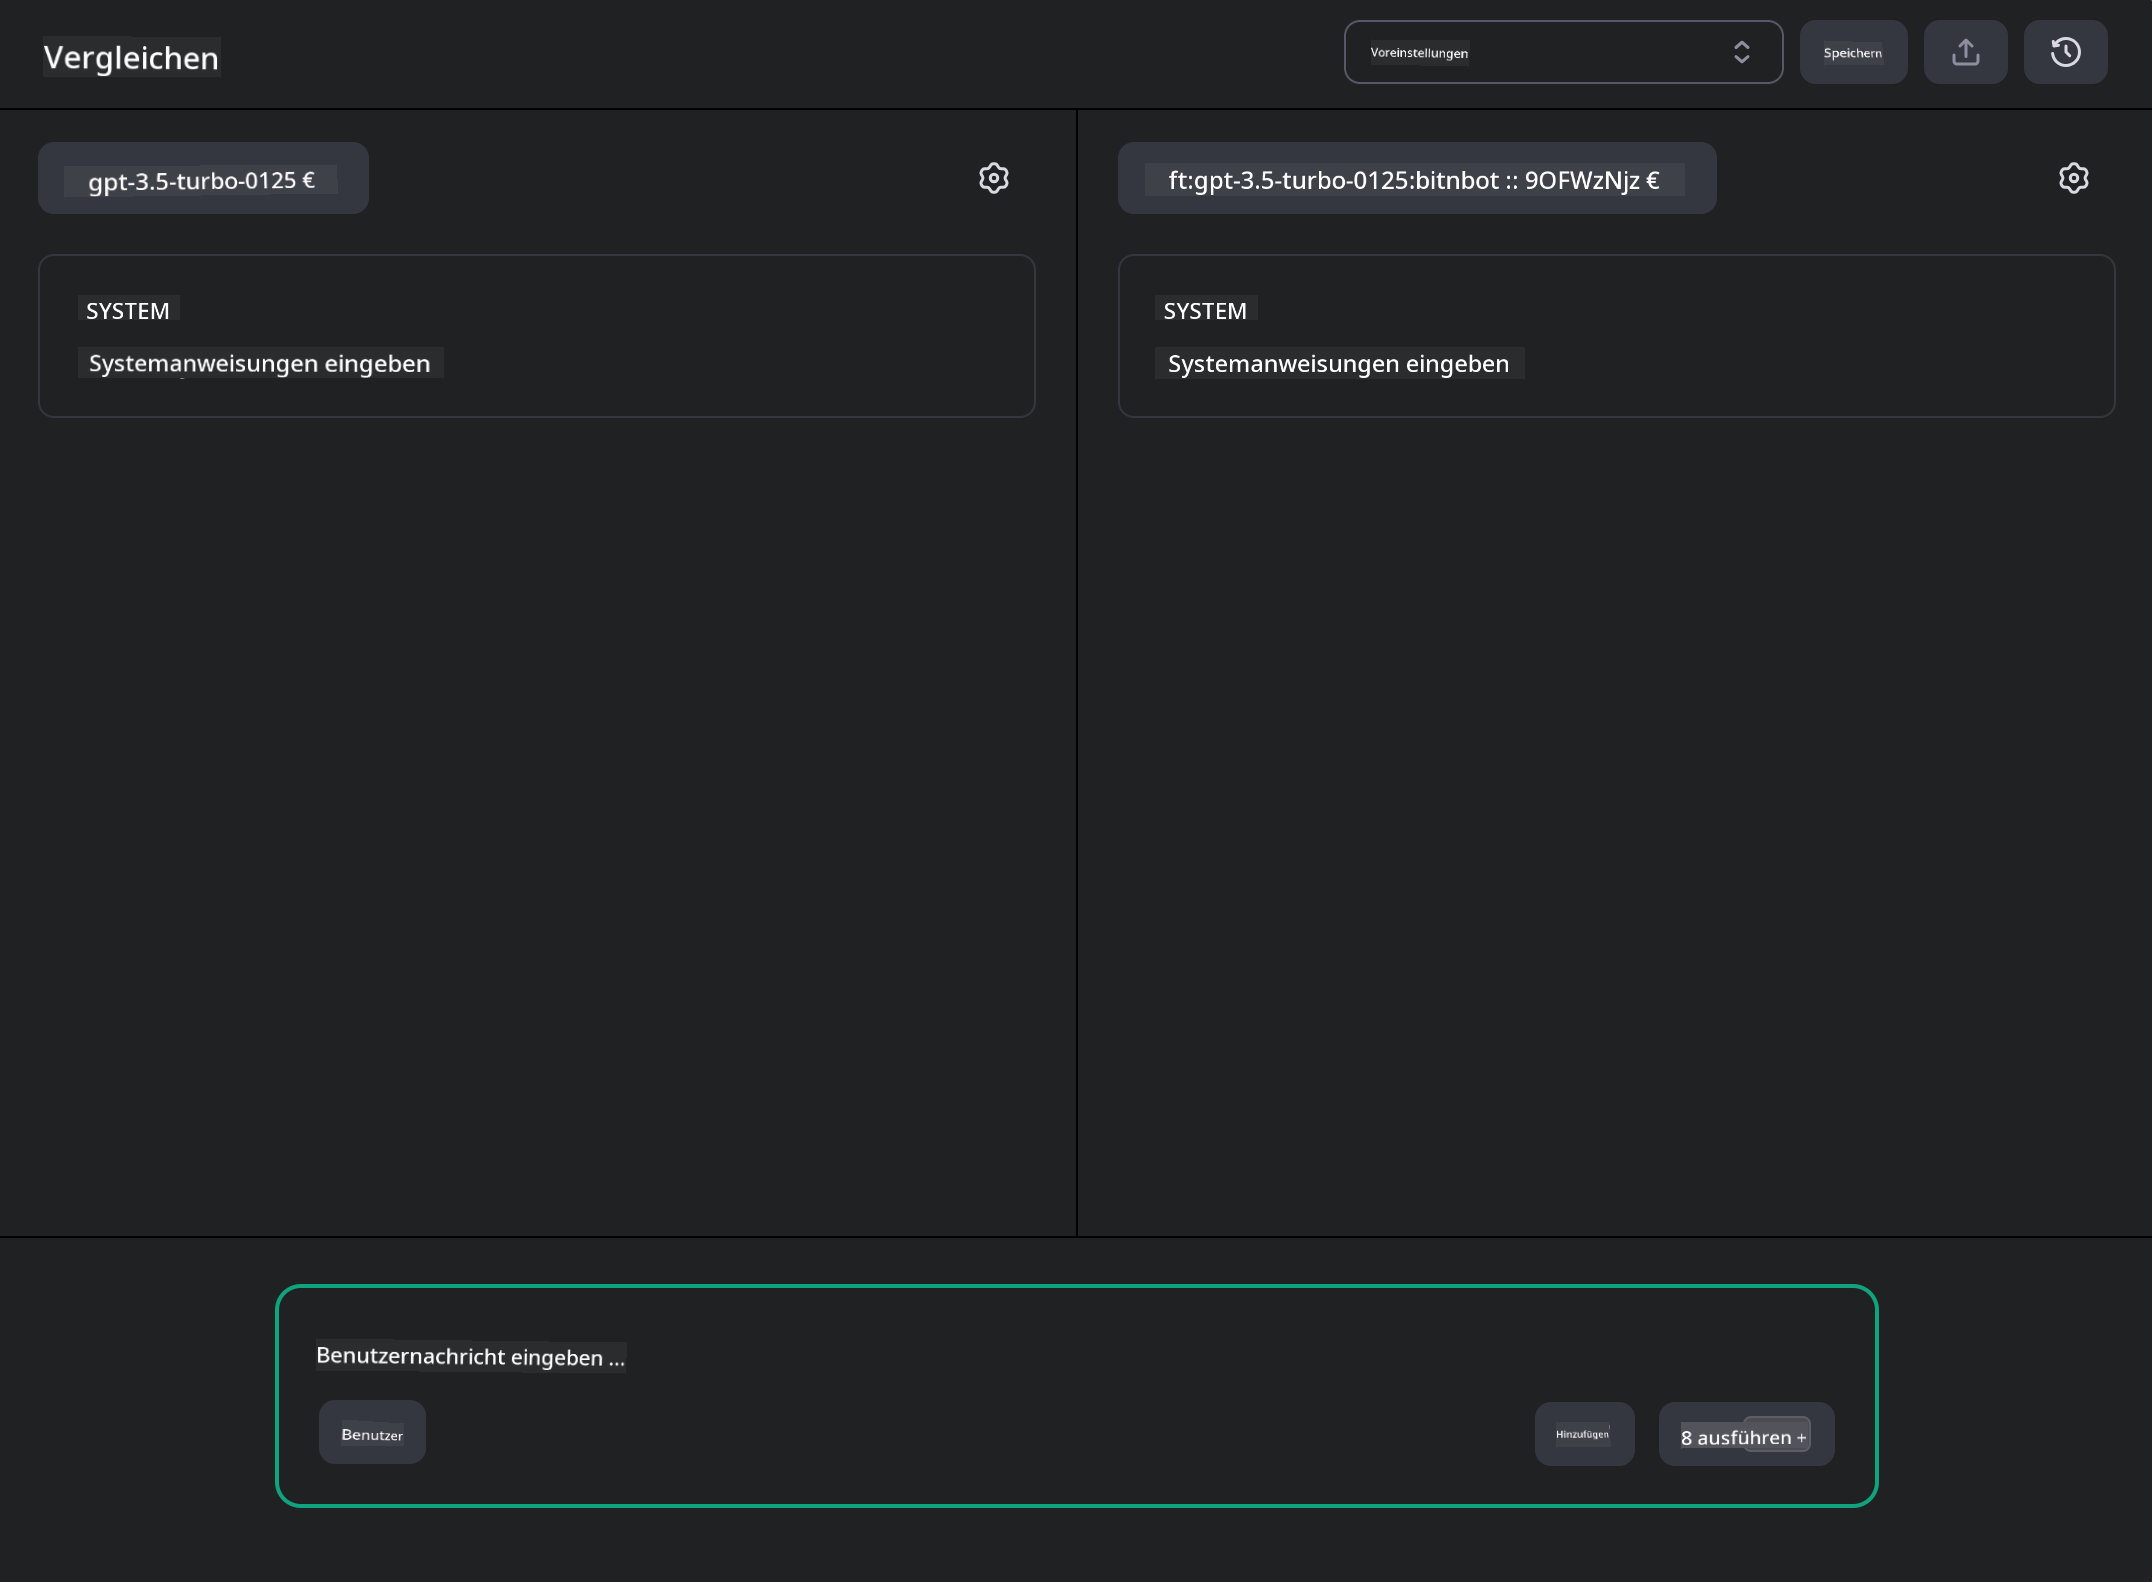 Vergleichen
Voreinstellungen
Speichern
gpt-3.5-turbo-0125 €
ft:gpt-3.5-turbo-0125:bitnbot :: 9OFWzNjz €
SYSTEM
Systemanweisungen eingeben
SYSTEM
Systemanweisungen eingeben
Benutzernachricht eingeben ...
Benutzer
Hinzufügen
8 ausführen +